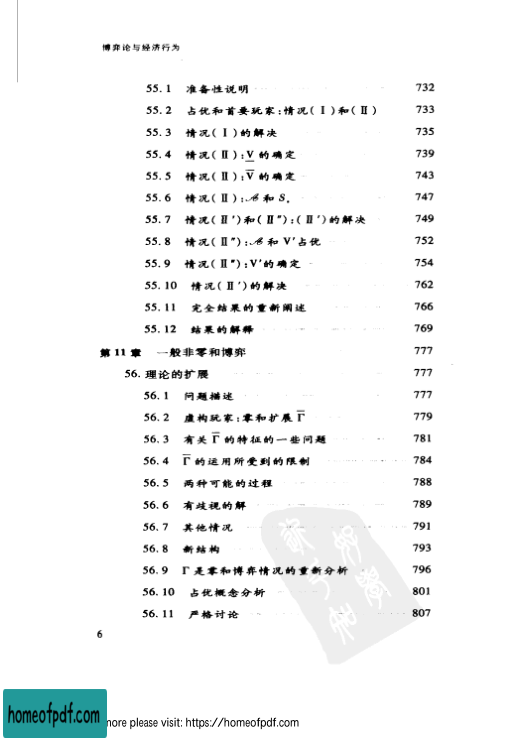 博弈论与经济行为
55.1 准备性说明 732
55.2 占优和首要玩家:情况(Ⅰ)和(Ⅱ) 733
55.3 情况(Ⅰ)的解决 735
55.4 情况(Ⅱ):V̲ 的确定 739
55.5 情况(Ⅱ):V̅ 的确定 743
55.6 情况(Ⅱ):𝒜 和 S* 747
55.7 情况(Ⅱ′)和(Ⅱ″):(Ⅱ′)的解决 749
55.8 情况(Ⅱ″):𝒜 和 V′占优 752
55.9 情况(Ⅱ″):V′的确定 754
55.10 情况(Ⅱ′)的解决 762
55.11 完全结果的重新阐述 766
55.12 结果的解释 769
第11章 一般非零和博弈 777
56. 理论的扩展 777
56.1 问题描述 777
56.2 虚构玩家:零和扩展 Γ̅ 779
56.3 有关 Γ̅ 的特征的一些问题 781
56.4 Γ̅ 的运用所受到的限制 784
56.5 两种可能的过程 788
56.6 有歧视的解 789
56.7 其他情况 791
56.8 新结构 793
56.9 Γ是零和博弈情况的重新分析 796
56.10 占优概念分析 801
56.11 严格讨论 807
6
homeofpdf.com
more please visit: https://homeofpdf.com